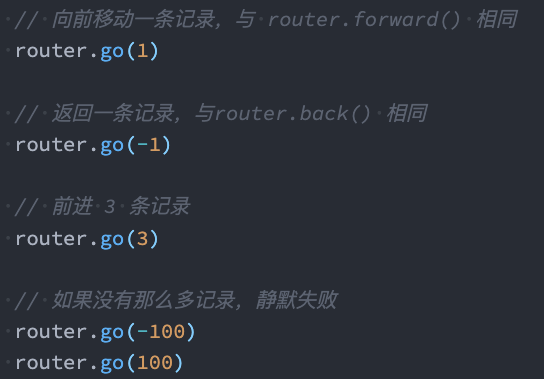 // 向前移动一条记录，与 router.forward() 相同
router.go(1)
// 返回一条记录，与router.back() 相同
router.go(-1)
// 前进 3 条记录
router.go(3)
// 如果没有那么多记录，静默失败
router.go(-100)
router.go(100)